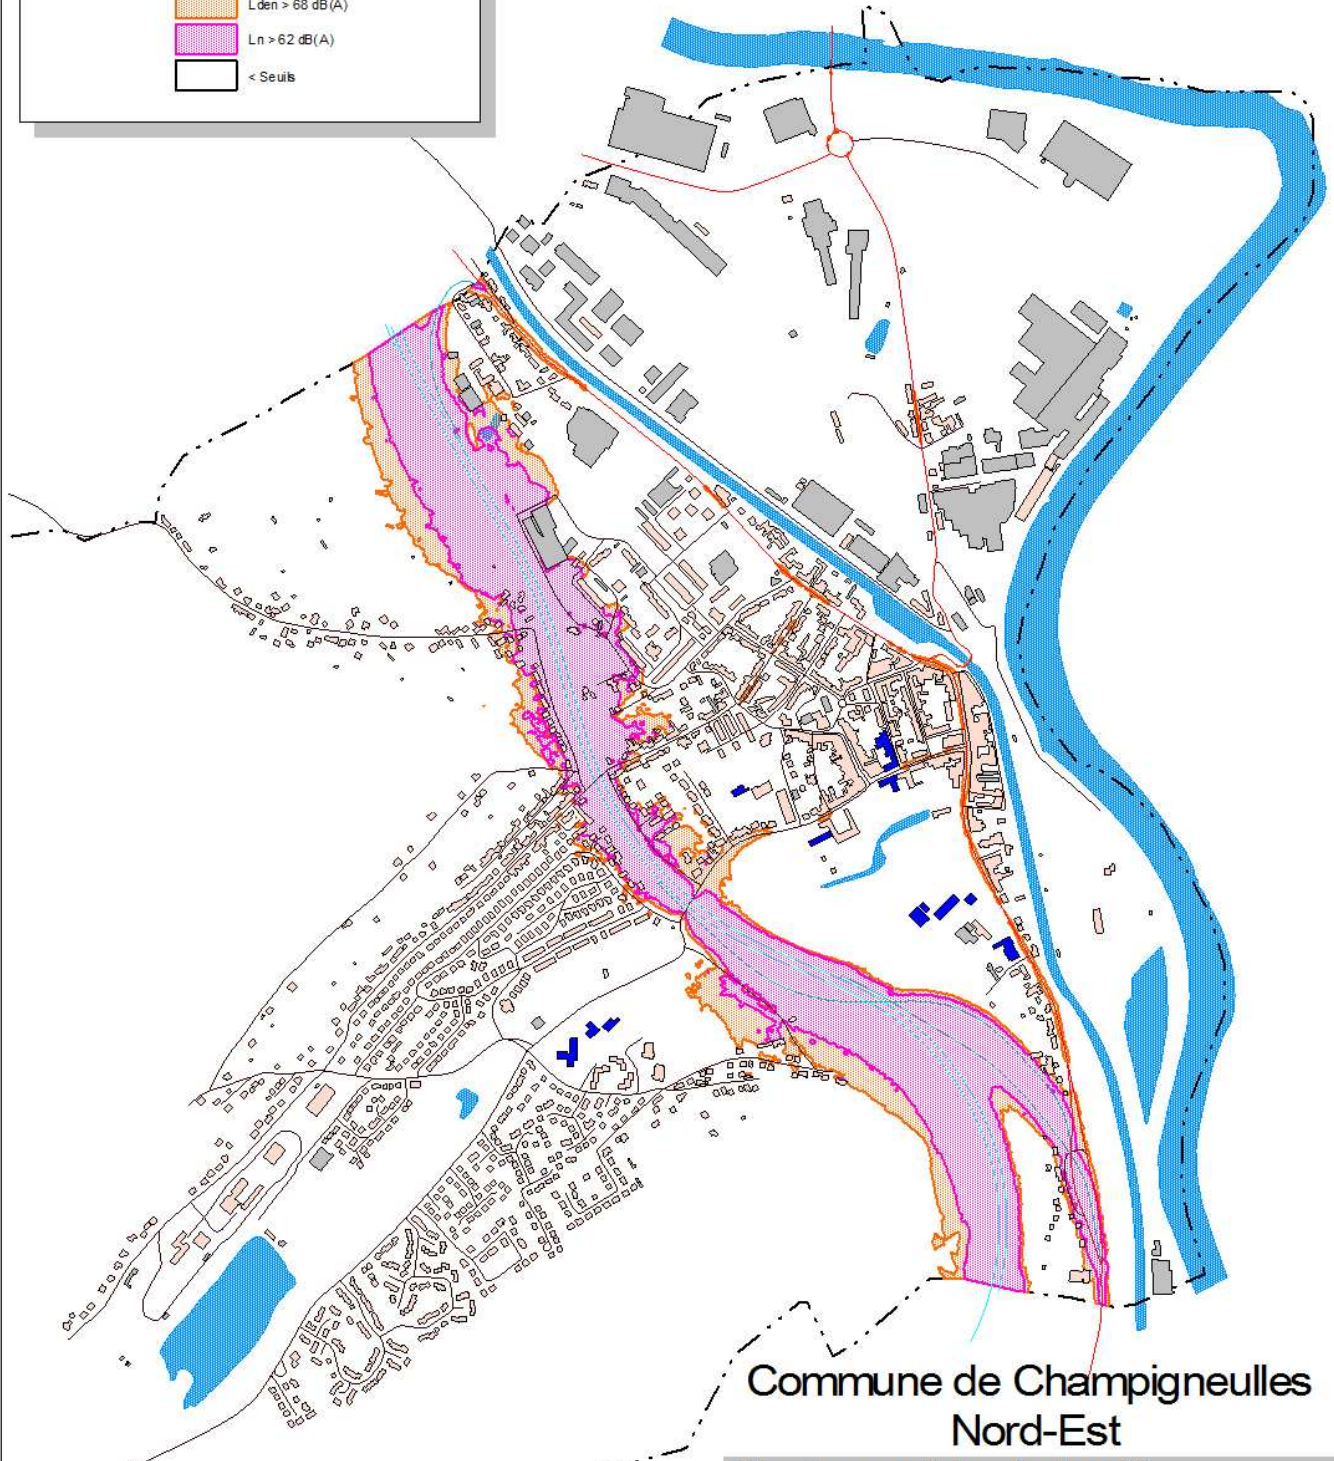 Lden > 68 dB(A)
Ln > 62 dB(A)
< Seuils
Commune de Champigneulles
Nord-Est